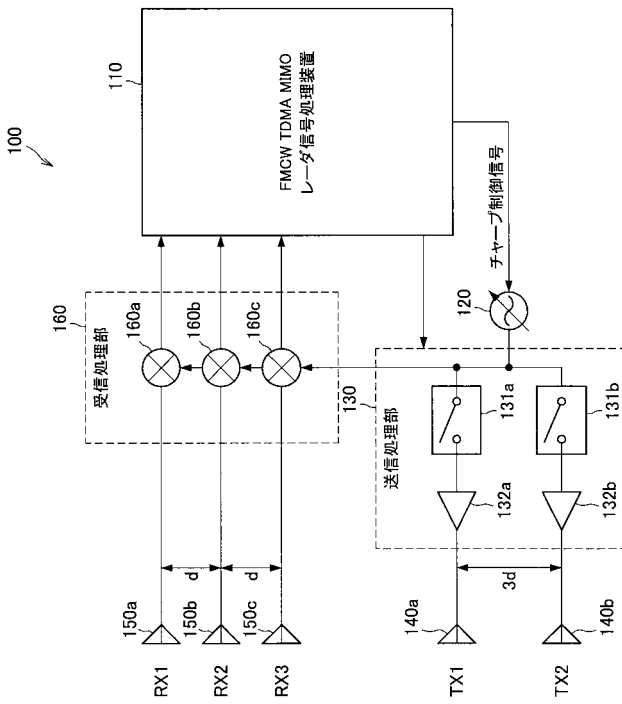 100
110
FMCW TDMA MIMO
レーダ信号処理装置
チャープ制御信号
120
160
受信処理部
160a
160b
160c
130
送信処理部
131a
131b
132a
132b
150a
150b
150c
d
d
RX1
RX2
RX3
140a
140b
3d
TX1
TX2